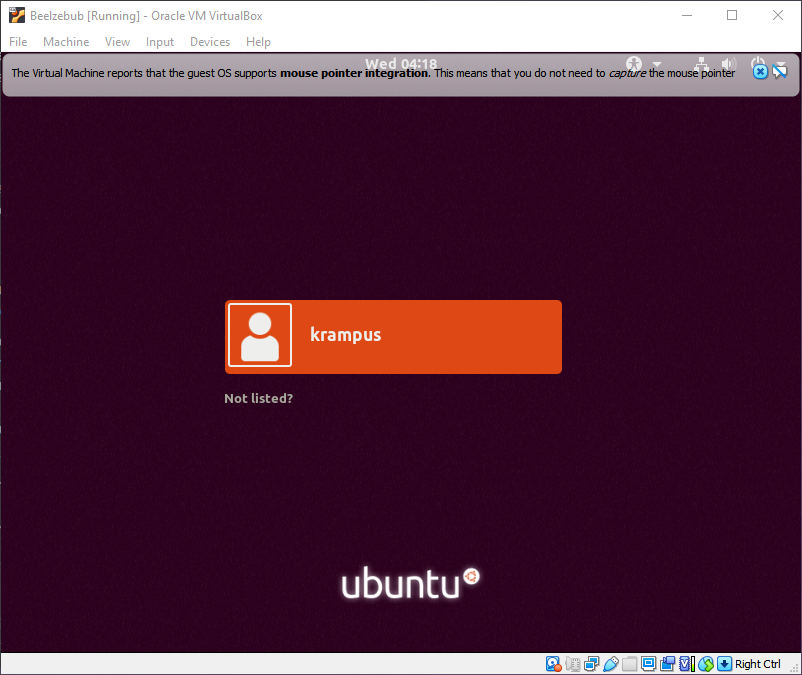 Beelzebub [Running] - Oracle VM VirtualBox
File Machine View Input Devices Help
Wed 04:18
The Virtual Machine reports that the guest OS supports mouse pointer integration. This means that you do not need to capture the mouse pointer
krampus
Not listed?
ubuntu
Right Ctrl